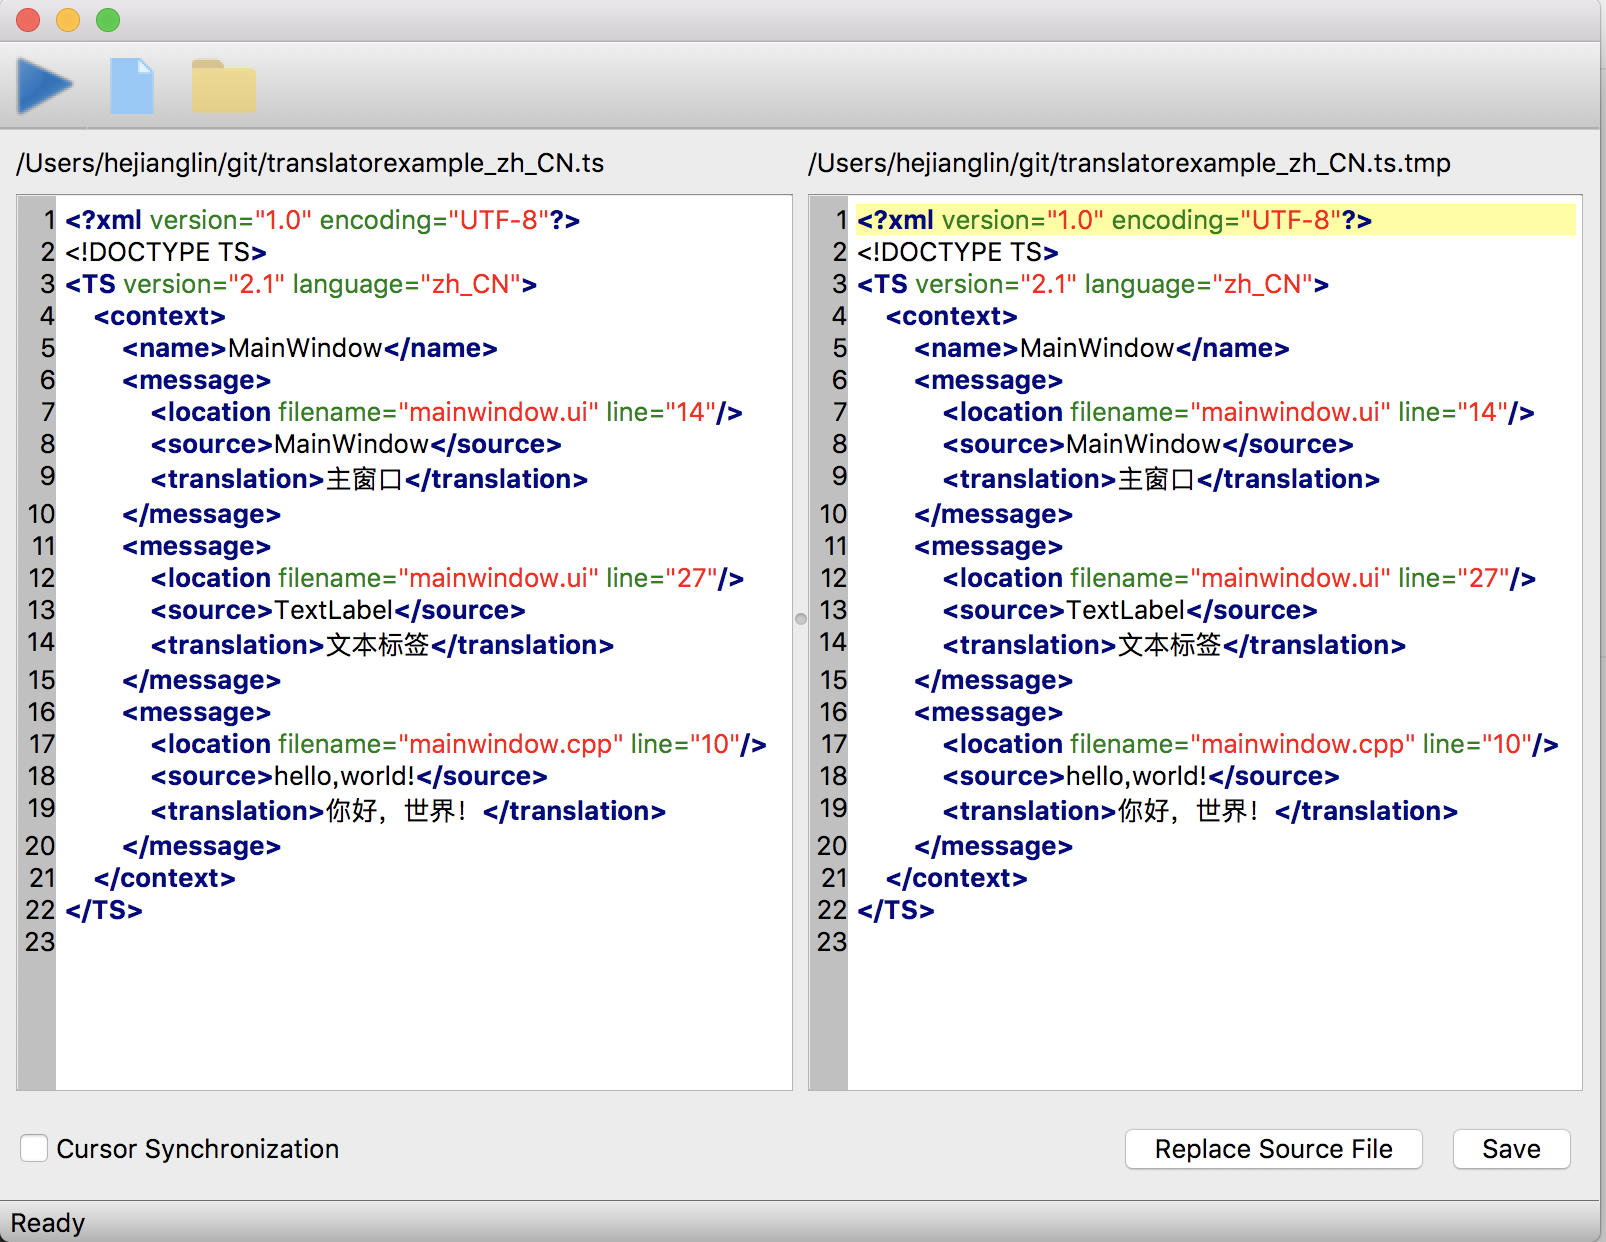 /Users/hejianglin/git/translatorexample_zh_CN.ts
1 <?xml version="1.0" encoding="UTF-8"?>
2 <!DOCTYPE TS>
3 <TS version="2.1" language="zh_CN">
4 <context>
5 <name>MainWindow</name>
6 <message>
7 <location filename="mainwindow.ui" line="14"/>
8 <source>MainWindow</source>
9 <translation>主窗口</translation>
10 </message>
11 <message>
12 <location filename="mainwindow.ui" line="27"/>
13 <source>TextLabel</source>
14 <translation>文本标签</translation>
15 </message>
16 <message>
17 <location filename="mainwindow.cpp" line="10"/>
18 <source>hello,world!</source>
19 <translation>你好，世界！</translation>
20 </message>
21 </context>
22 </TS>
23
/Users/hejianglin/git/translatorexample_zh_CN.ts.tmp
1 <?xml version="1.0" encoding="UTF-8"?>
2 <!DOCTYPE TS>
3 <TS version="2.1" language="zh_CN">
4 <context>
5 <name>MainWindow</name>
6 <message>
7 <location filename="mainwindow.ui" line="14"/>
8 <source>MainWindow</source>
9 <translation>主窗口</translation>
10 </message>
11 <message>
12 <location filename="mainwindow.ui" line="27"/>
13 <source>TextLabel</source>
14 <translation>文本标签</translation>
15 </message>
16 <message>
17 <location filename="mainwindow.cpp" line="10"/>
18 <source>hello,world!</source>
19 <translation>你好，世界！</translation>
20 </message>
21 </context>
22 </TS>
23
Cursor Synchronization
Replace Source File
Save
Ready